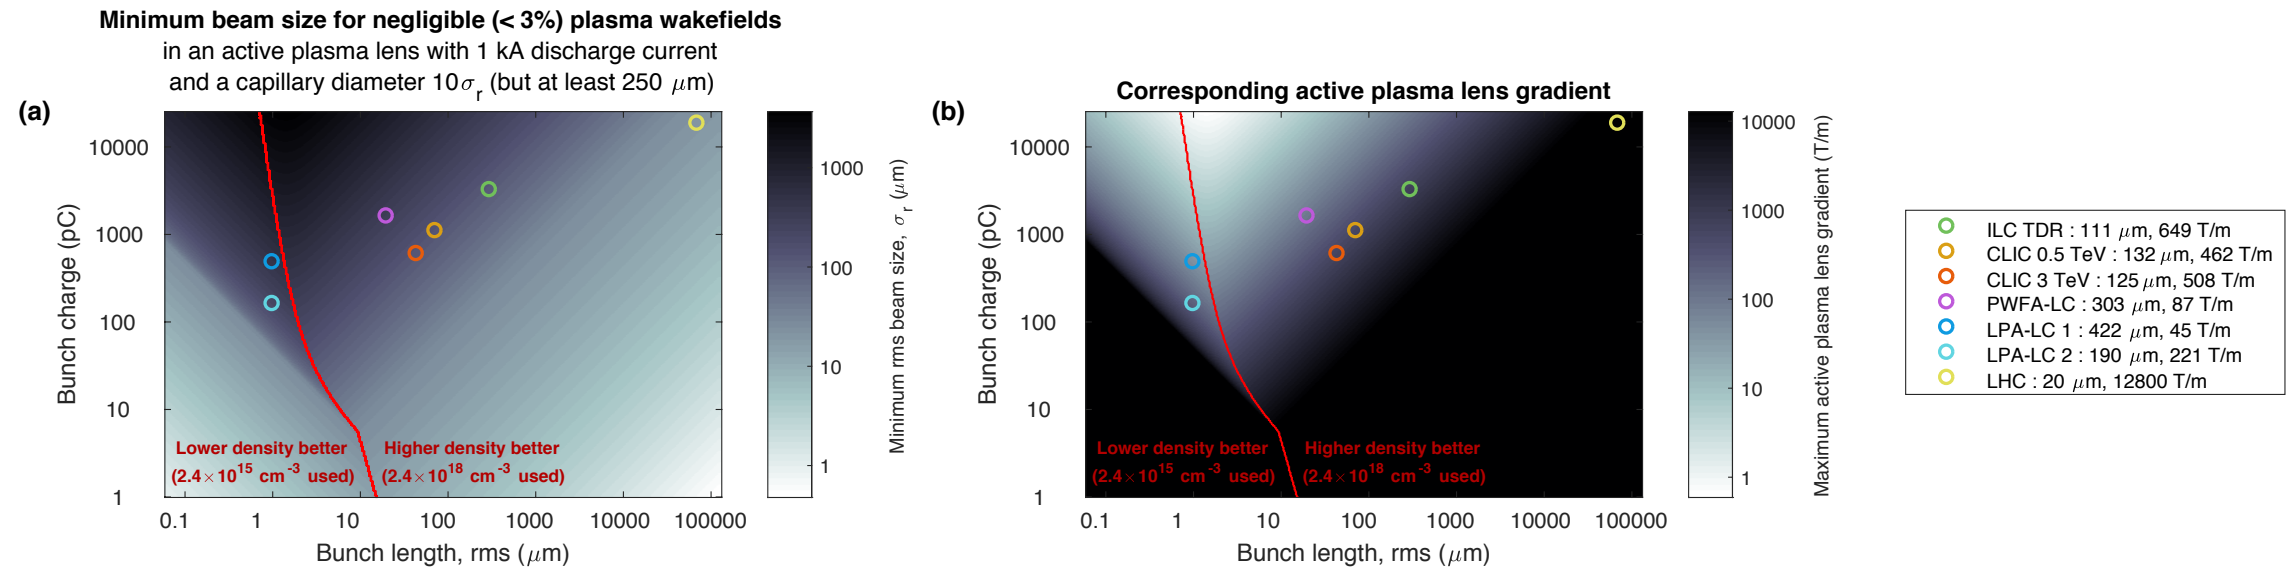 Minimum beam size for negligible (< 3%) plasma wakefields
in an active plasma lens with 1 kA discharge current
and a capillary diameter 10σr (but at least 250 μm)
(a)
Bunch charge (pC)
10000
1000
100
10
1
Lower density better
(2.4×10^15 cm^-3 used)
Higher density better
(2.4×10^18 cm^-3 used)
0.1 1 10 100 1000 10000 100000
Bunch length, rms (μm)
1000
100
10
1
Minimum rms beam size, σr (μm)
(b)
Corresponding active plasma lens gradient
Bunch charge (pC)
10000
1000
100
10
1
Lower density better
(2.4×10^15 cm^-3 used)
Higher density better
(2.4×10^18 cm^-3 used)
0.1 1 10 100 1000 10000 100000
Bunch length, rms (μm)
10000
1000
100
10
1
Maximum active plasma lens gradient (T/m)
ILC TDR : 111 μm, 649 T/m
CLIC 0.5 TeV : 132 μm, 462 T/m
CLIC 3 TeV : 125 μm, 508 T/m
PWFA-LC : 303 μm, 87 T/m
LPA-LC 1 : 422 μm, 45 T/m
LPA-LC 2 : 190 μm, 221 T/m
LHC : 20 μm, 12800 T/m